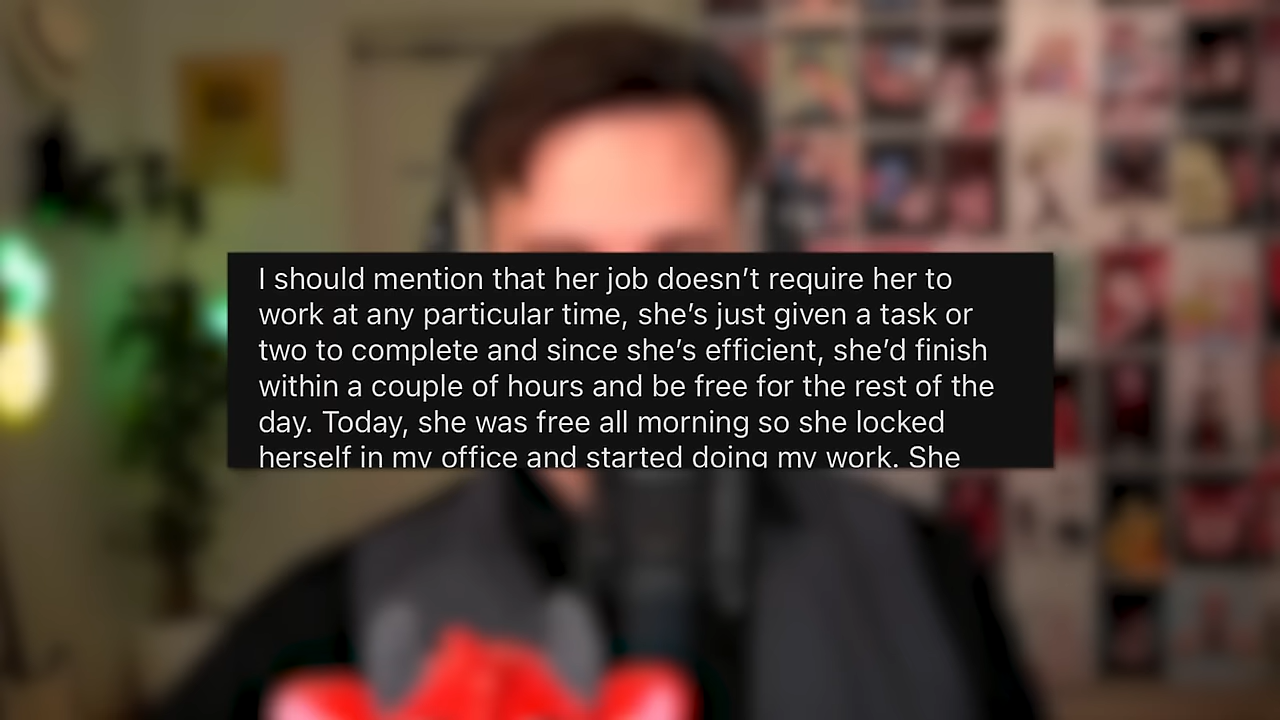 I should mention that her job doesn’t require her to
work at any particular time, she’s just given a task or
two to complete and since she’s efficient, she’d finish
within a couple of hours and be free for the rest of the
day. Today, she was free all morning so she locked
herself in my office and started doing my work. She